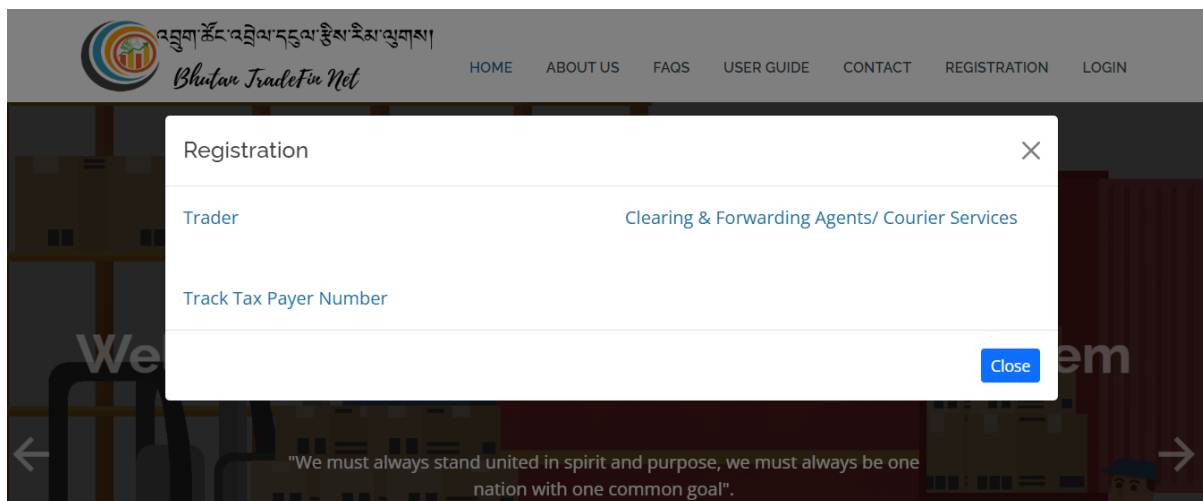 འབྲུག་ཚོང་འབྲེལ་དངུལ་རྩིས་རིམ་ལུགས།
Bhutan TradeFin Net
HOME ABOUT US FAQS USER GUIDE CONTACT REGISTRATION LOGIN
Registration
Trader Clearing & Forwarding Agents/ Courier Services
Track Tax Payer Number
Close
"We must always stand united in spirit and purpose, we must always be one
nation with one common goal".